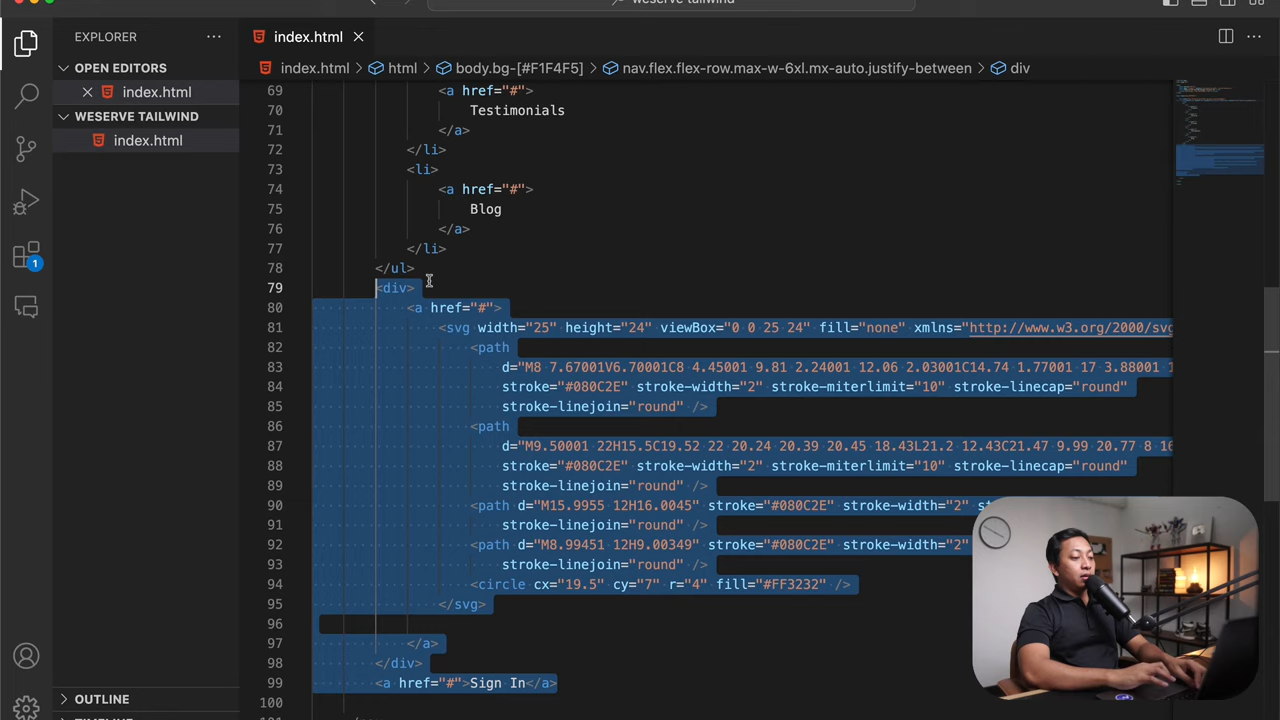 weserve tailwind
EXPLORER
OPEN EDITORS
index.html
WESERVE TAILWIND
index.html
1
OUTLINE
index.html
index.html > html > body.bg-[#F1F4F5] > nav.flex.flex-row.max-w-6xl.mx-auto.justify-between > div
69 <a href="#">
70 Testimonials
71 </a>
72 </li>
73 <li>
74 <a href="#">
75 Blog
76 </a>
77 </li>
78 </ul>
79 <div>
80 <a href="#">
81 <svg width="25" height="24" viewBox="0 0 25 24" fill="none" xmlns="http://www.w3.org/2000/svg
82 <path
83 d="M8 7.67001V6.70001C8 4.45001 9.81 2.24001 12.06 2.03001C14.74 1.77001 17 3.88001
84 stroke="#080C2E" stroke-width="2" stroke-miterlimit="10" stroke-linecap="round"
85 stroke-linejoin="round" />
86 <path
87 d="M9.50001 22H15.5C19.52 22 20.24 20.39 20.45 18.43L21.2 12.43C21.47 9.99 20.77 8 16
88 stroke="#080C2E" stroke-width="2" stroke-miterlimit="10" stroke-linecap="round"
89 stroke-linejoin="round" />
90 <path d="M15.9955 12H16.0045" stroke="#080C2E" stroke-width="2"
91 stroke-linejoin="round" />
92 <path d="M8.99451 12H9.00349" stroke="#080C2E" stroke-width="2"
93 stroke-linejoin="round" />
94 <circle cx="19.5" cy="7" r="4" fill="#FF3232" />
95 </svg>
96
97 </a>
98 </div>
99 <a href="#">Sign In</a>
100